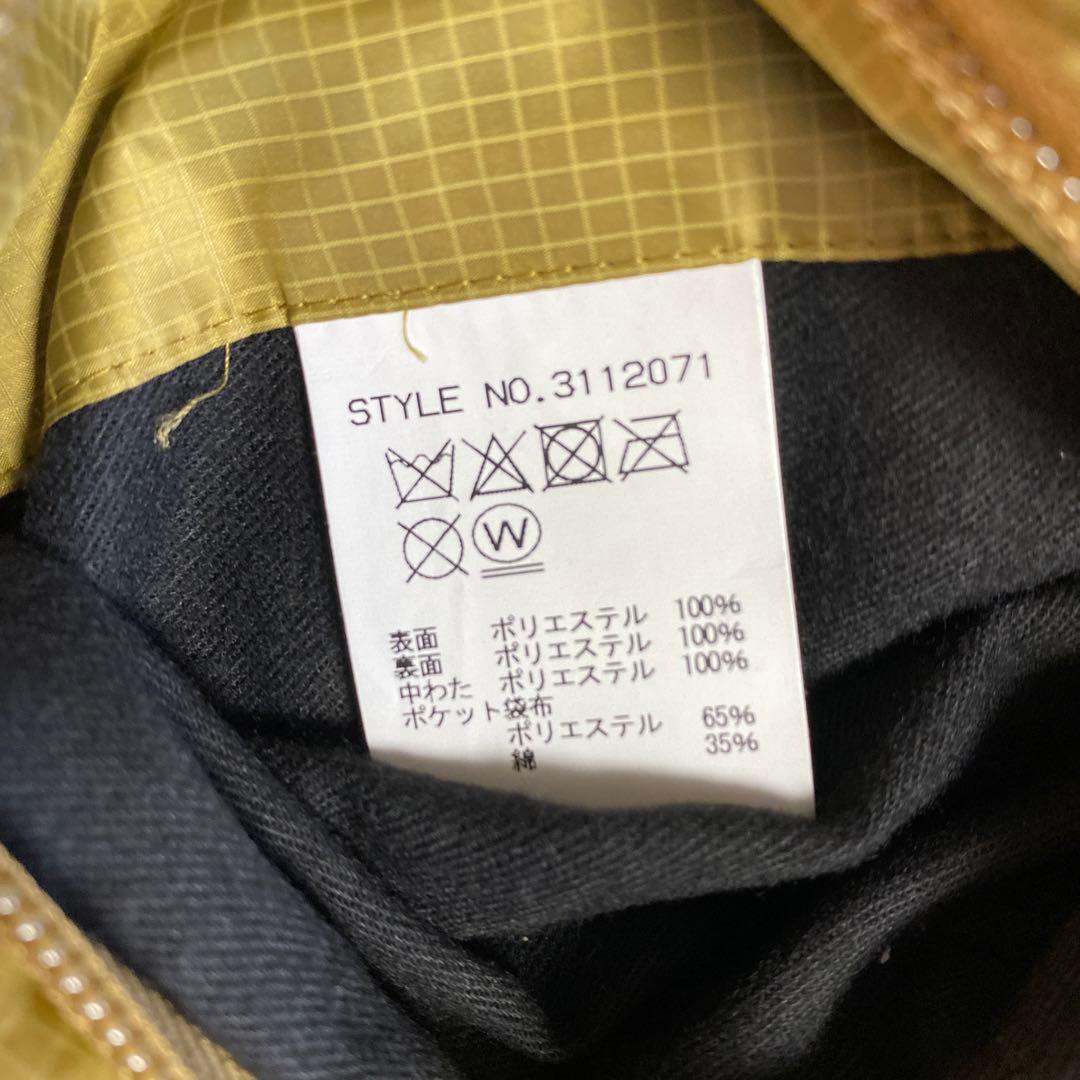 STYLE NO.3112071
W
表面 ポリエステル 100%
裏面 ポリエステル 100%
中わた ポリエステル 100%
ポケット袋布
ポリエステル 65%
綿 35%